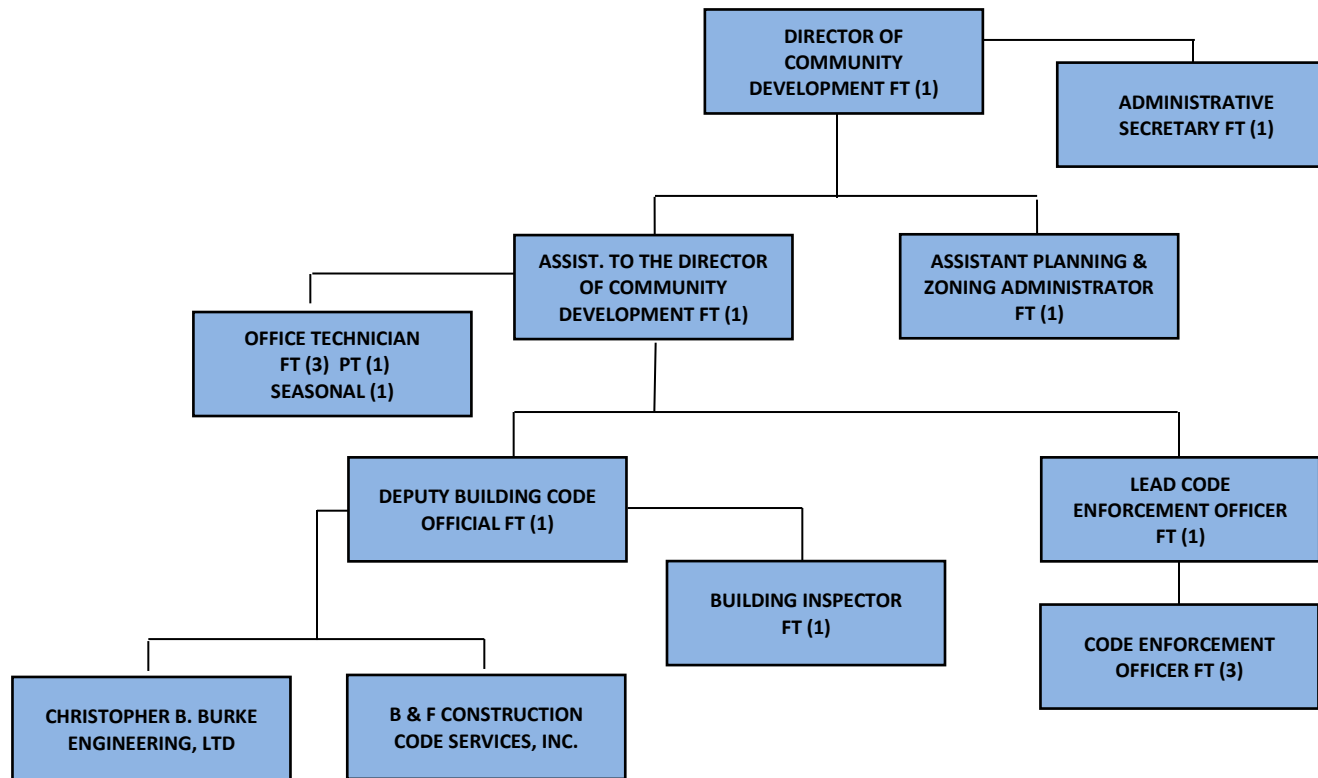 DIRECTOR OF
COMMUNITY
DEVELOPMENT FT (1)
ADMINISTRATIVE
SECRETARY FT (1)
ASSIST. TO THE DIRECTOR
OF COMMUNITY
DEVELOPMENT FT (1)
ASSISTANT PLANNING &
ZONING ADMINISTRATOR
FT (1)
OFFICE TECHNICIAN
FT (3) PT (1)
SEASONAL (1)
DEPUTY BUILDING CODE
OFFICIAL FT (1)
LEAD CODE
ENFORCEMENT OFFICER
FT (1)
BUILDING INSPECTOR
FT (1)
CODE ENFORCEMENT
OFFICER FT (3)
CHRISTOPHER B. BURKE
ENGINEERING, LTD
B & F CONSTRUCTION
CODE SERVICES, INC.